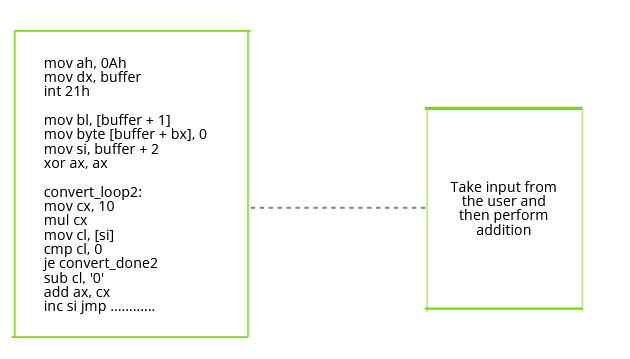 mov ah, 0Ah
mov dx, buffer
int 21h
mov bl, [buffer + 1]
mov byte [buffer + bx], 0
mov si, buffer + 2
xor ax, ax
convert_loop2:
mov cx, 10
mul cx
mov cl, [si]
cmp cl, 0
je convert_done2
sub cl, '0'
add ax, cx
inc si jmp ............
Take input from
the user and
then perform
addition